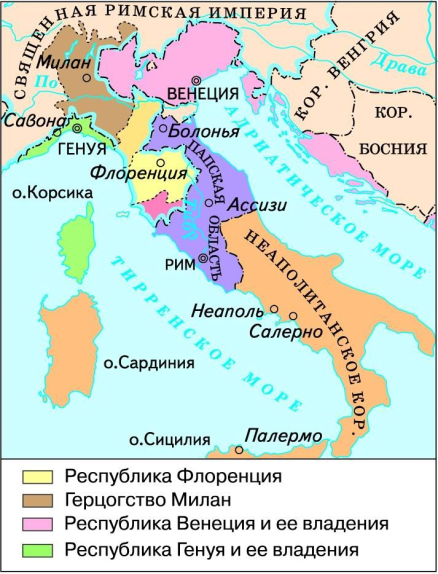 СВЯЩЕННАЯ РИМСКАЯ ИМПЕРИЯ
КОР. ВЕНГРИЯ
Милан
По
Драва
ВЕНЕЦИЯ
КОР.
БОСНИЯ
Савона
ГЕНУЯ
Болонья
Флоренция
ПАПСКАЯ ОБЛАСТЬ
АДРИАТИЧЕСКОЕ МОРЕ
о.Корсика
Ассизи
РИМ
НЕАПОЛИТАНСКОЕ КОР.
ТИРРЕНСКОЕ МОРЕ
Неаполь
Салерно
о.Сардиния
о.Сицилия
Палермо
Республика Флоренция
Герцогство Милан
Республика Венеция и ее владения
Республика Генуя и ее владения